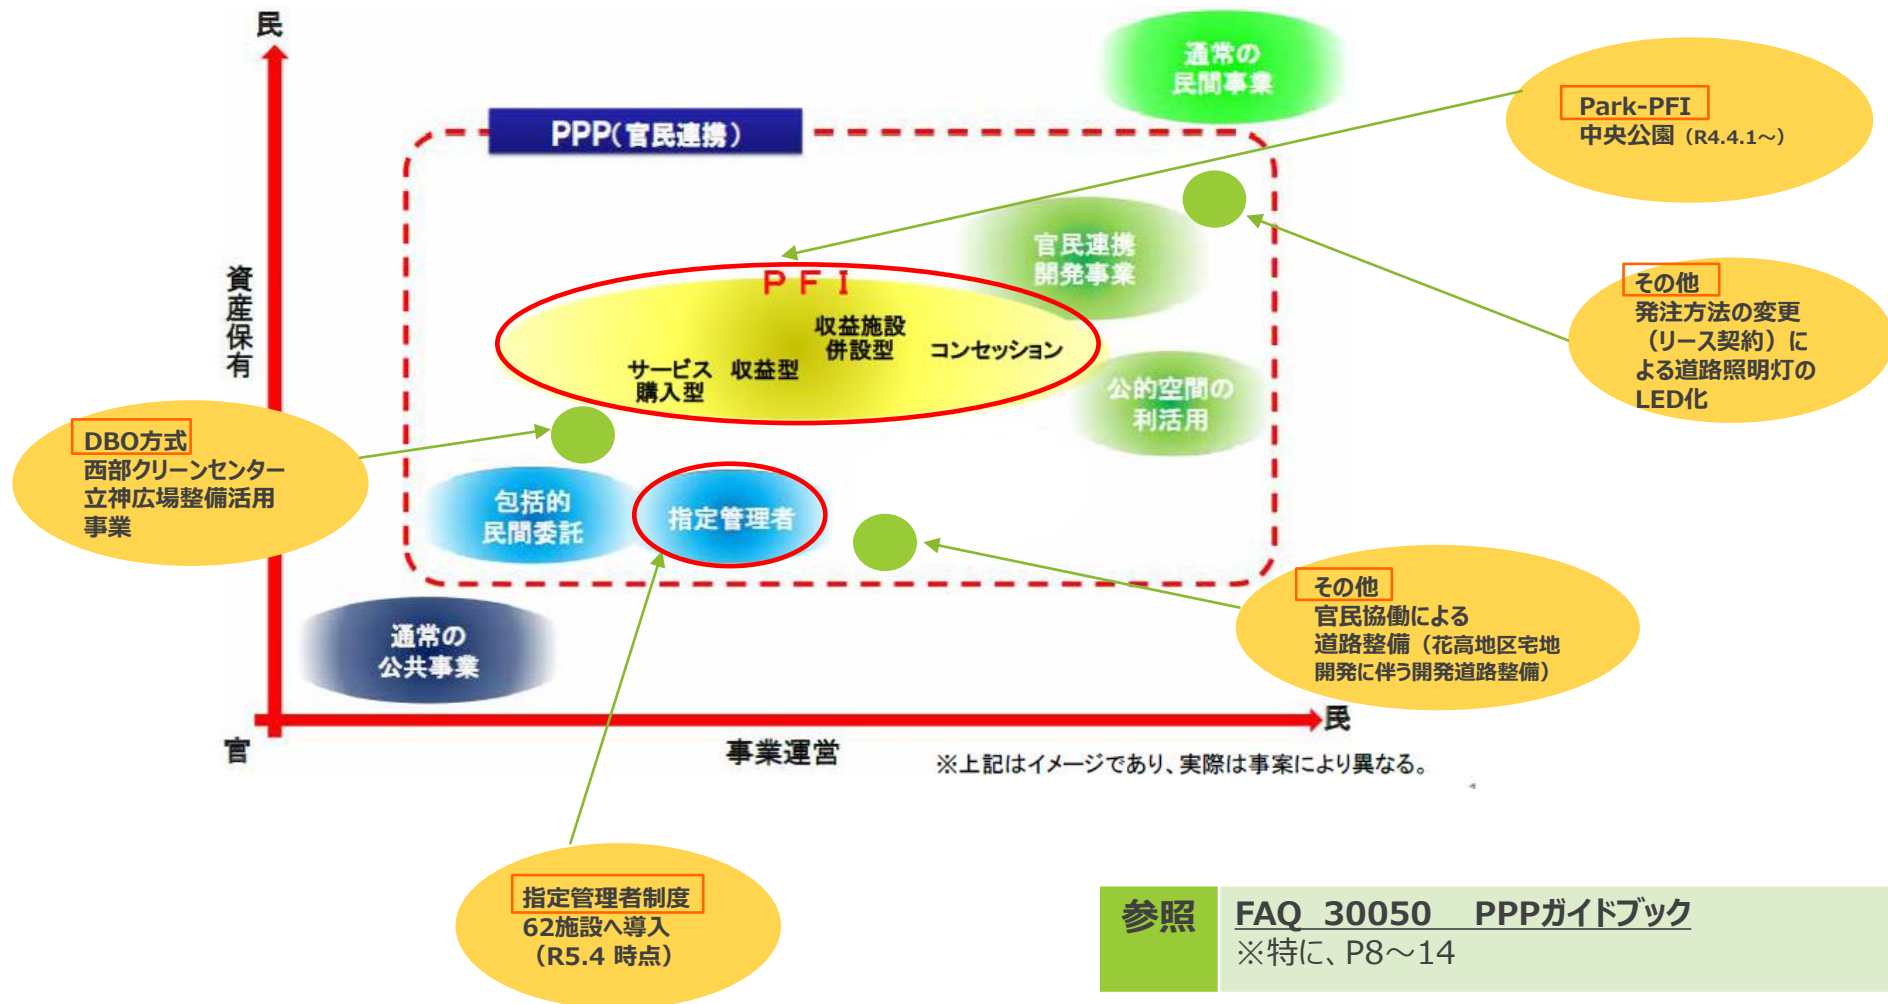 民
通常の
民間事業
PPP(官民連携)
Park-PFI
中央公園（R4.4.1～）
官民連携
開発事業
ＰＦＩ
収益施設
併設型
コンセッション
サービス
購入型
収益型
資産保有
公的空間の
利活用
その他
発注方法の変更
（リース契約）に
よる道路照明灯の
LED化
DBO方式
西部クリーンセンター
立神広場整備活用
事業
包括的
民間委託
指定管理者
その他
官民協働による
道路整備（花高地区宅地
開発に伴う開発道路整備）
通常の
公共事業
官
事業運営
民
※上記はイメージであり、実際は事案により異なる。
指定管理者制度
62施設へ導入
（R5.4 時点）
参照
FAQ 30050　PPPガイドブック
※特に、P8～14